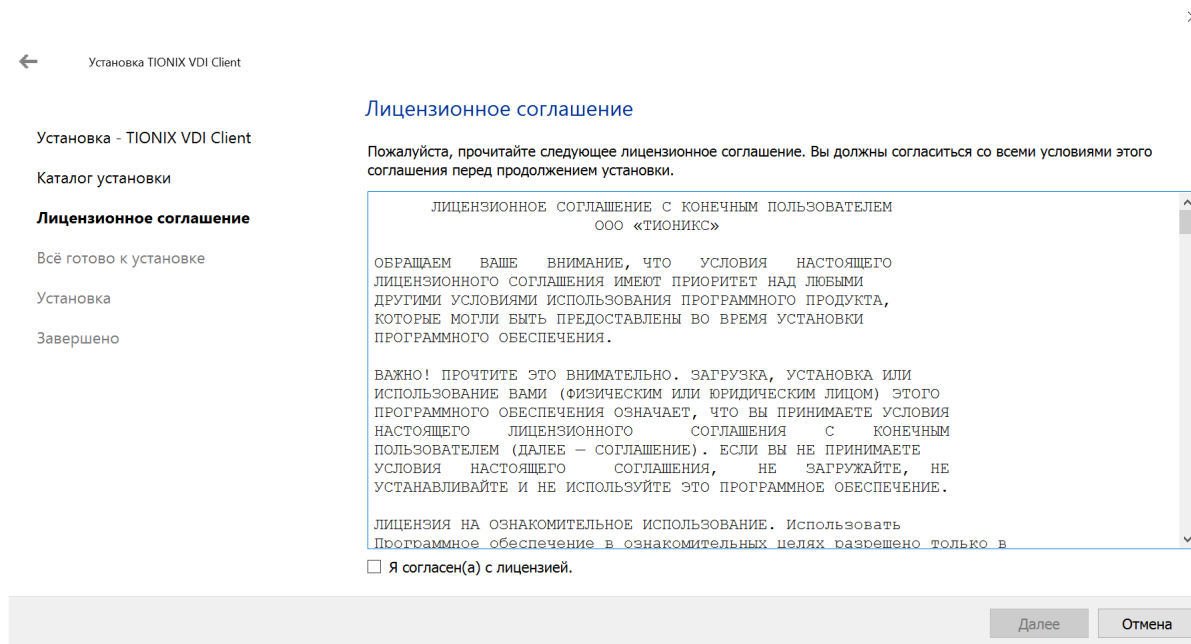 Установка TIONIX VDI Client
Установка - TIONIX VDI Client
Каталог установки
Лицензионное соглашение
Всё готово к установке
Установка
Завершено
Лицензионное соглашение
Пожалуйста, прочитайте следующее лицензионное соглашение. Вы должны согласиться со всеми условиями этого
соглашения перед продолжением установки.
ЛИЦЕНЗИОННОЕ СОГЛАШЕНИЕ С КОНЕЧНЫМ ПОЛЬЗОВАТЕЛЕМ
ООО «ТИОНИКС»
ОБРАЩАЕМ ВАШЕ ВНИМАНИЕ, ЧТО УСЛОВИЯ НАСТОЯЩЕГО
ЛИЦЕНЗИОННОГО СОГЛАШЕНИЯ ИМЕЮТ ПРИОРИТЕТ НАД ЛЮБЫМИ
ДРУГИМИ УСЛОВИЯМИ ИСПОЛЬЗОВАНИЯ ПРОГРАММНОГО ПРОДУКТА,
КОТОРЫЕ МОГЛИ БЫТЬ ПРЕДОСТАВЛЕНЫ ВО ВРЕМЯ УСТАНОВКИ
ПРОГРАММНОГО ОБЕСПЕЧЕНИЯ.
ВАЖНО! ПРОЧТИТЕ ЭТО ВНИМАТЕЛЬНО. ЗАГРУЗКА, УСТАНОВКА ИЛИ
ИСПОЛЬЗОВАНИЕ ВАМИ (ФИЗИЧЕСКИМ ИЛИ ЮРИДИЧЕСКИМ ЛИЦОМ) ЭТОГО
ПРОГРАММНОГО ОБЕСПЕЧЕНИЯ ОЗНАЧАЕТ, ЧТО ВЫ ПРИНИМАЕТЕ УСЛОВИЯ
НАСТОЯЩЕГО ЛИЦЕНЗИОННОГО СОГЛАШЕНИЯ С КОНЕЧНЫМ
ПОЛЬЗОВАТЕЛЕМ (ДАЛЕЕ — СОГЛАШЕНИЕ). ЕСЛИ ВЫ НЕ ПРИНИМАЕТЕ
УСЛОВИЯ НАСТОЯЩЕГО СОГЛАШЕНИЯ, НЕ ЗАГРУЖАЙТЕ, НЕ
УСТАНАВЛИВАЙТЕ И НЕ ИСПОЛЬЗУЙТЕ ЭТО ПРОГРАММНОЕ ОБЕСПЕЧЕНИЕ.
ЛИЦЕНЗИЯ НА ОЗНАКОМИТЕЛЬНОЕ ИСПОЛЬЗОВАНИЕ. Использовать
Программное обеспечение в ознакомительных целях разрешено только в
Я согласен(а) с лицензией.
Далее
Отмена